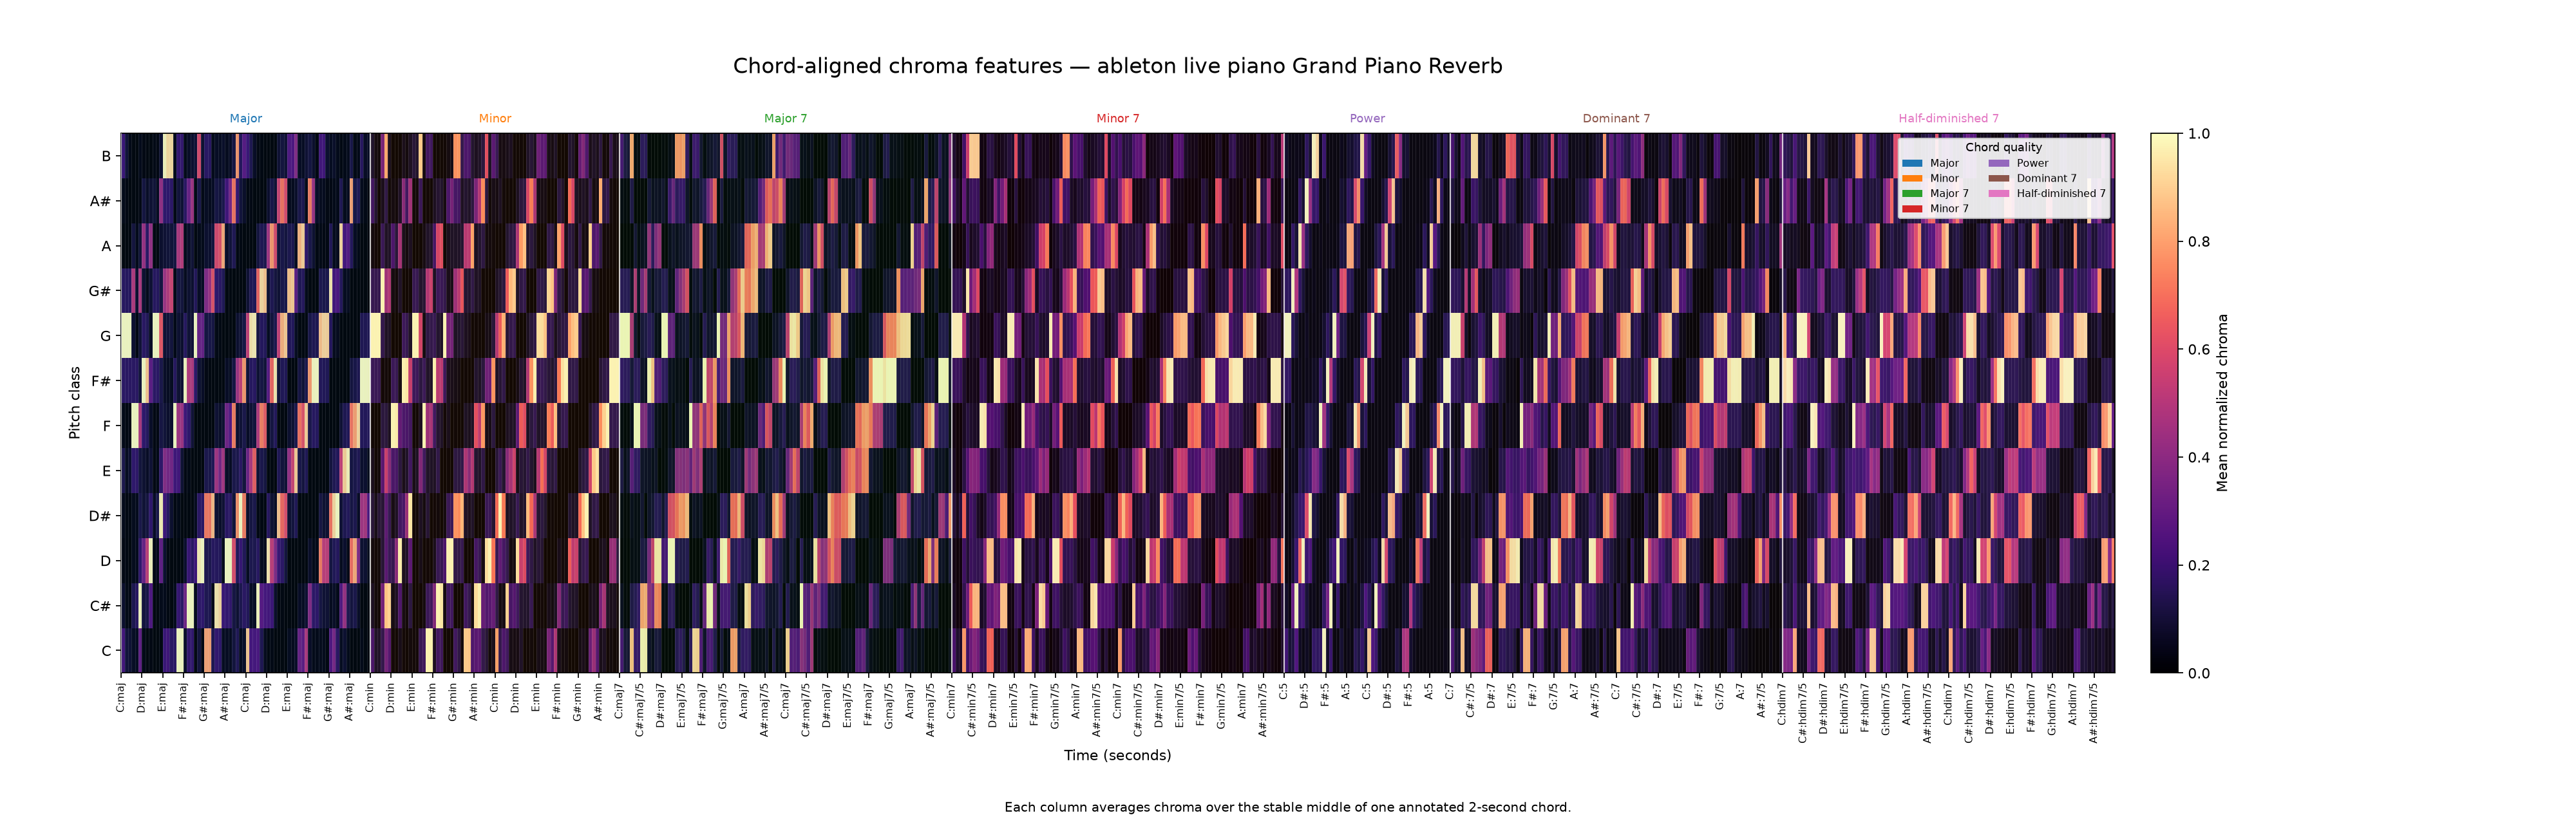 Chord-aligned chroma features — ableton live piano Grand Piano Reverb
Major Minor Major 7 Minor 7 Power Dominant 7 Half-diminished 7
Chord quality
Major Power
Minor Dominant 7
Major 7 Half-diminished 7
Minor 7
Pitch class
B
A#
A
G#
G
F#
F
E
D#
D
C#
C
1.0
0.8
0.6
0.4
0.2
0.0
Mean normalized chroma
C:maj D:maj E:maj F#:maj G#:maj A#:maj C:maj D:maj E:maj F#:maj G#:maj A#:maj C:min D:min E:min F#:min G#:min A#:min C:min D:min E:min F#:min G#:min A#:min C:maj7 C#:maj7/5 D#:maj7 E:maj7/5 F#:maj7 G:maj7/5 A:maj7 A#:maj7/5 C:maj7 C#:maj7/5 D#:maj7 E:maj7/5 F#:maj7 G:maj7/5 A:maj7 A#:maj7/5 C:min7 C#:min7/5 D#:min7 E:min7/5 F#:min7 G:min7/5 A:min7 A#:min7/5 C:min7 C#:min7/5 D#:min7 E:min7/5 F#:min7 G:min7/5 A:min7 A#:min7/5 C:5 D#:5 F#:5 A:5 C:5 D#:5 F#:5 A:5 C:7 C#:7/5 D#:7 E:7/5 F#:7 G:7/5 A:7 A#:7/5 C:7 C#:7/5 D#:7 E:7/5 F#:7 G:7/5 A:7 A#:7/5 C:hdim7 C#:hdim7/5 D#:hdim7 E:hdim7/5 F#:hdim7 G:hdim7/5 A:hdim7 A#:hdim7/5 C:hdim7 C#:hdim7/5 D#:hdim7 E:hdim7/5 F#:hdim7 G:hdim7/5 A:hdim7 A#:hdim7/5
Time (seconds)
Each column averages chroma over the stable middle of one annotated 2-second chord.